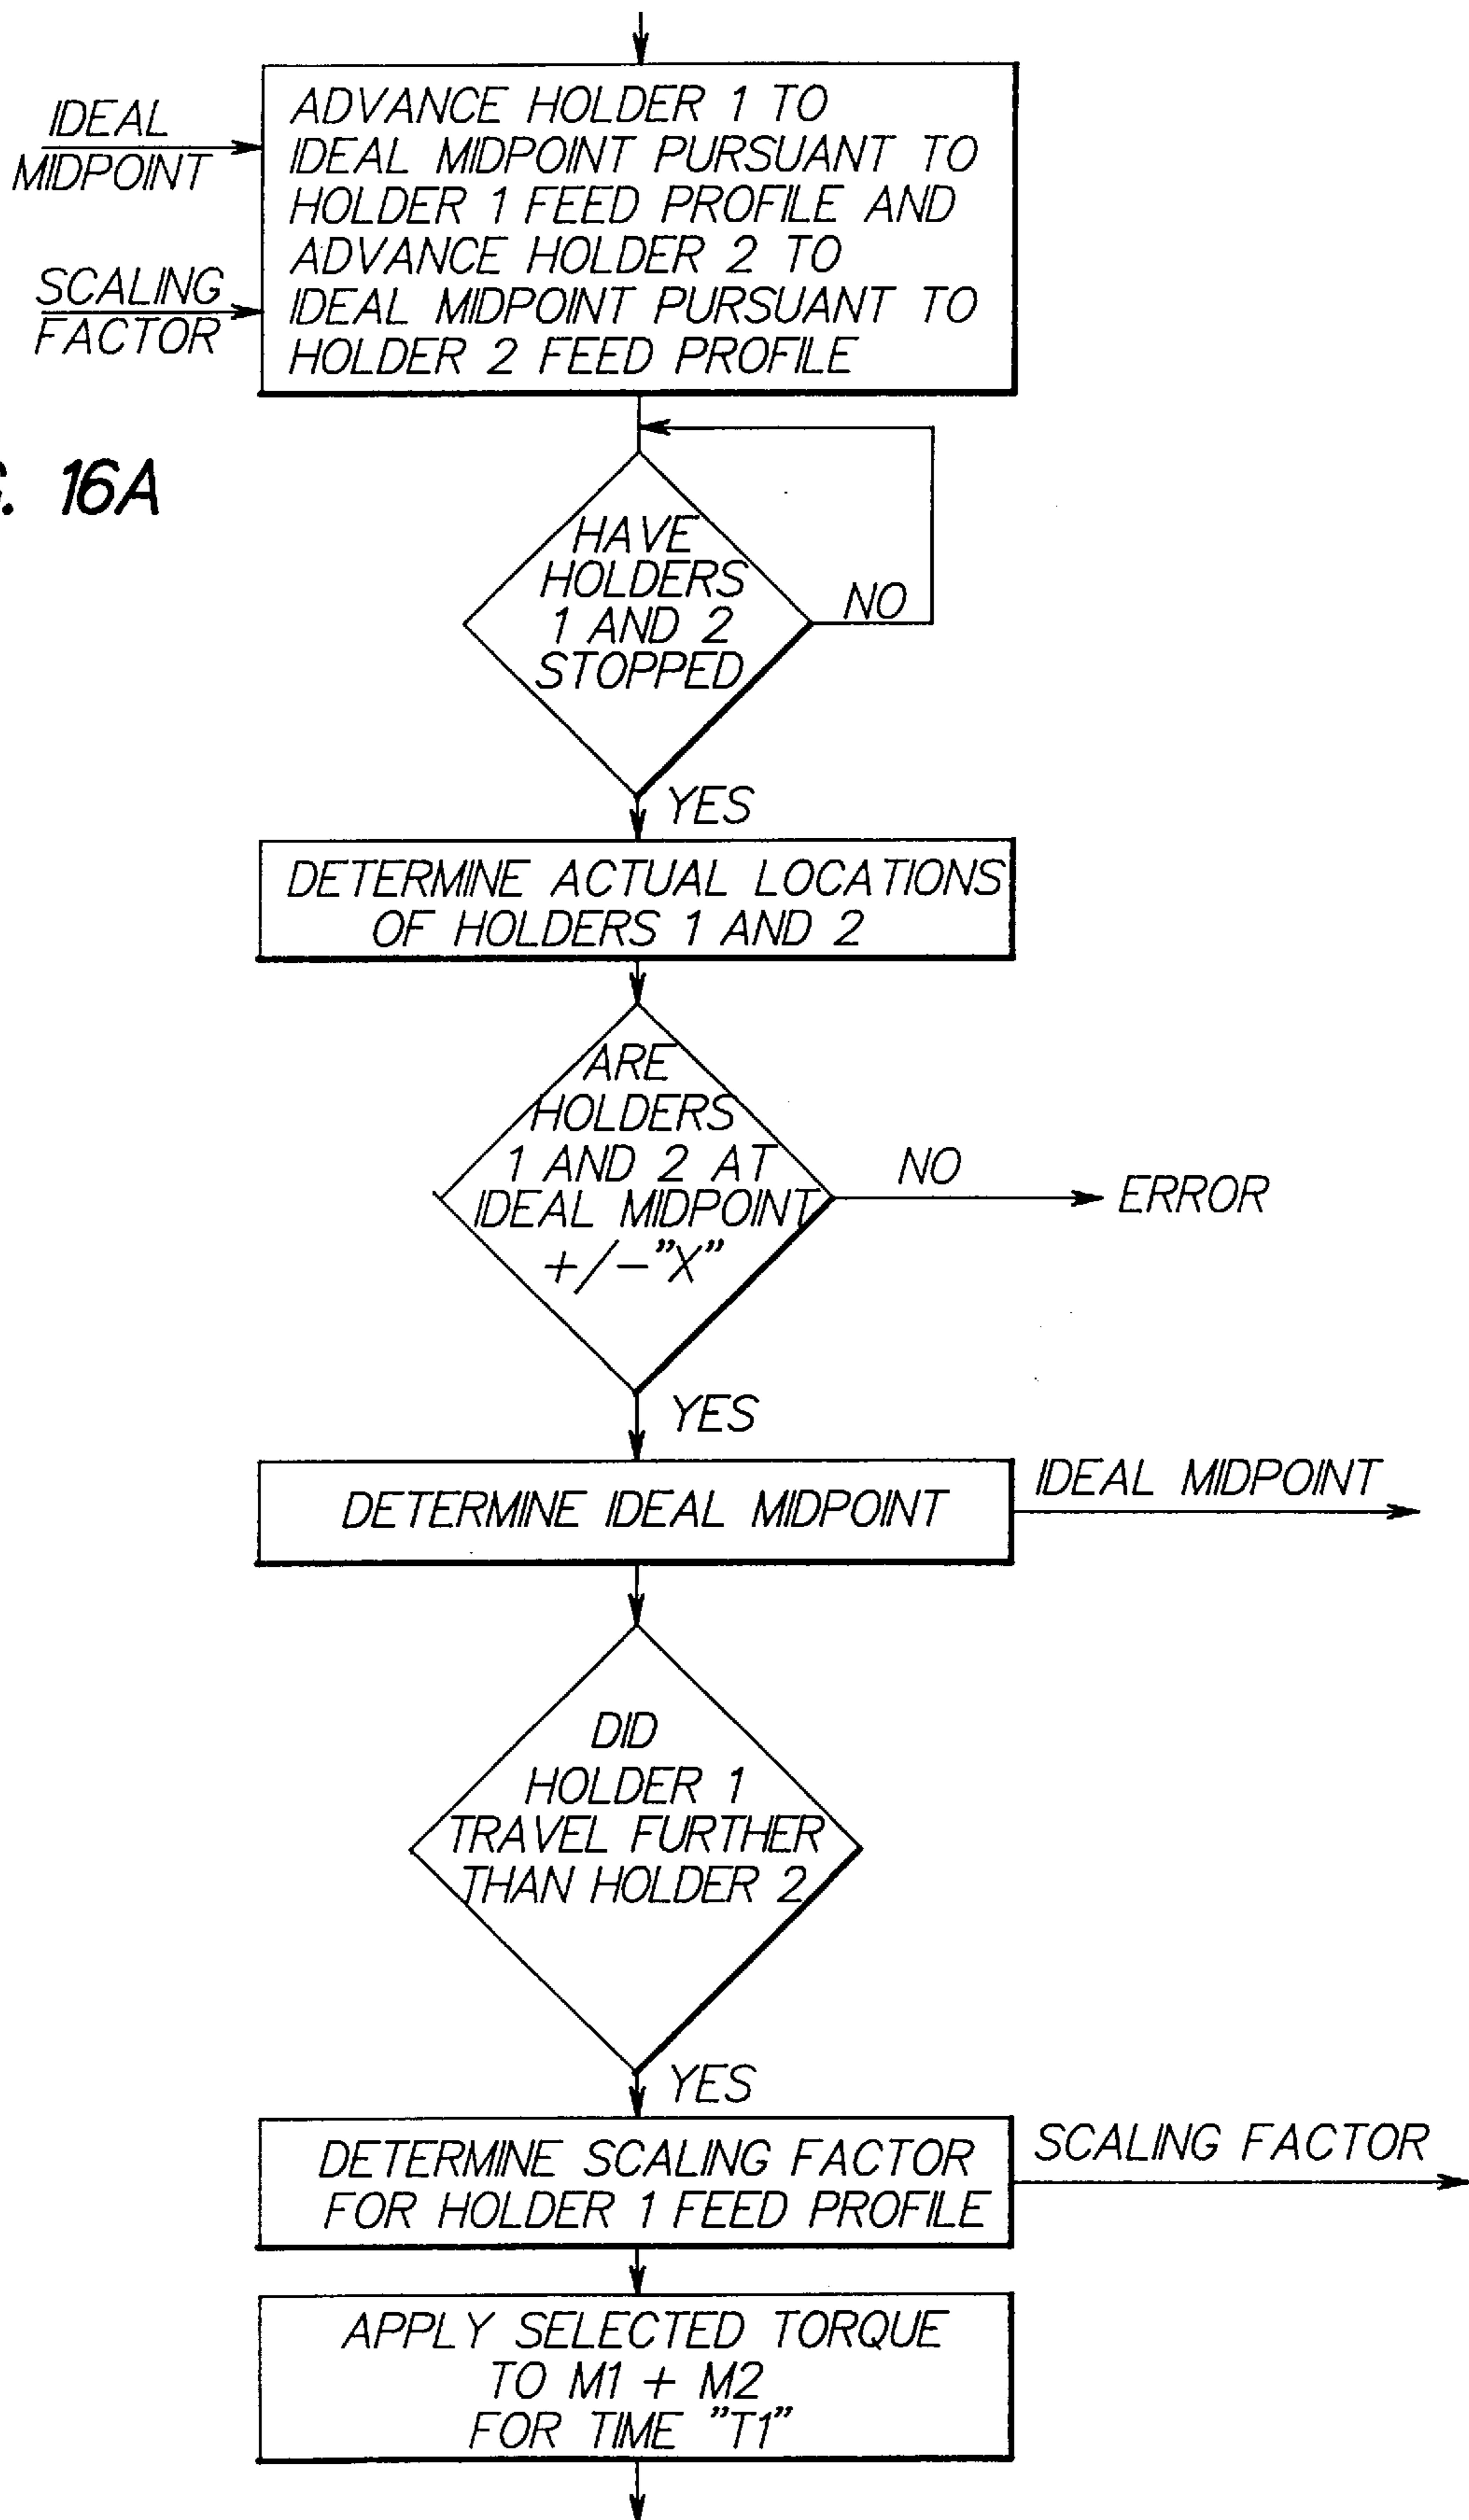 IDEAL
MIDPOINT
SCALING
FACTOR
ADVANCE HOLDER 1 TO
IDEAL MIDPOINT PURSUANT TO
HOLDER 1 FEED PROFILE AND
ADVANCE HOLDER 2 TO
IDEAL MIDPOINT PURSUANT TO
HOLDER 2 FEED PROFILE
G. 16A
HAVE
HOLDERS
1 AND 2
STOPPED
NO
YES
DETERMINE ACTUAL LOCATIONS
OF HOLDERS 1 AND 2
ARE
HOLDERS
1 AND 2 AT
IDEAL MIDPOINT
+/-"X"
NO
ERROR
YES
DETERMINE IDEAL MIDPOINT
IDEAL MIDPOINT
DID
HOLDER 1
TRAVEL FURTHER
THAN HOLDER 2
YES
DETERMINE SCALING FACTOR
FOR HOLDER 1 FEED PROFILE
SCALING FACTOR
APPLY SELECTED TORQUE
TO M1 + M2
FOR TIME "T1"